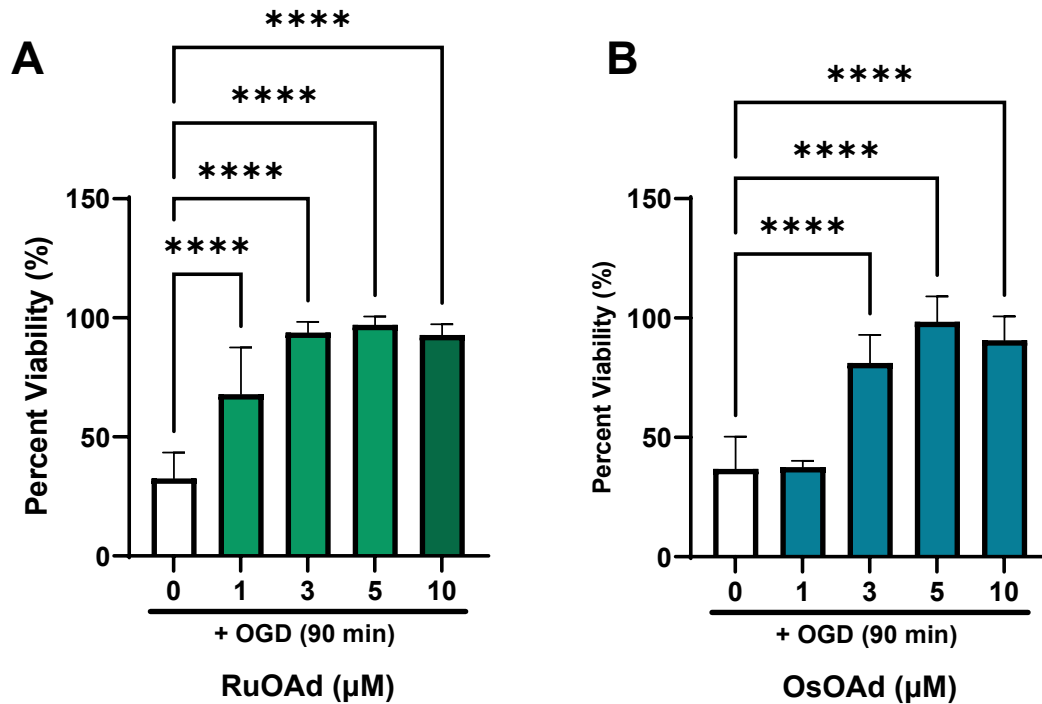 A
****
****
****
****
Percent Viability (%)
150
100
50
0
0 1 3 5 10
+ OGD (90 min)
RuOAd (µM)
B
****
****
****
Percent Viability (%)
150
100
50
0
0 1 3 5 10
+ OGD (90 min)
OsOAd (µM)